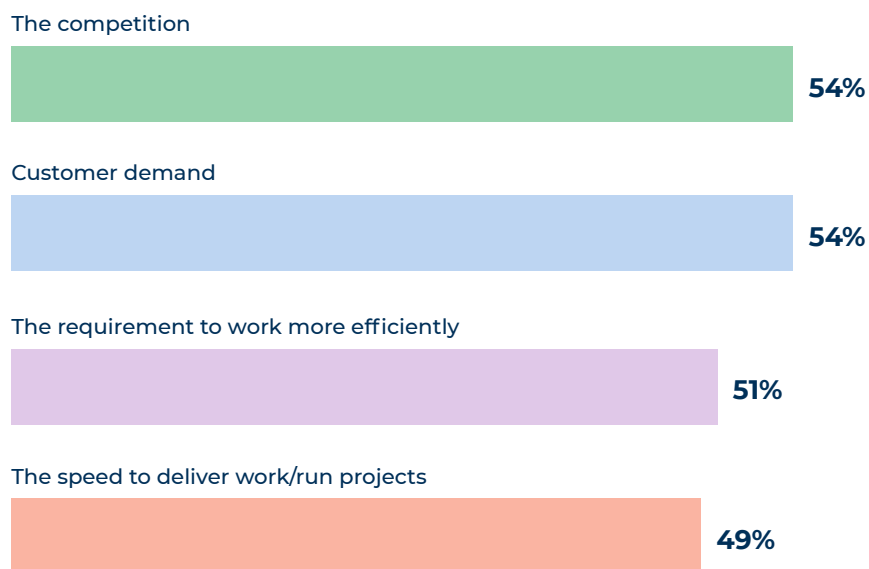 The competition
54%
Customer demand
54%
The requirement to work more efficiently
51%
The speed to deliver work/run projects
49%